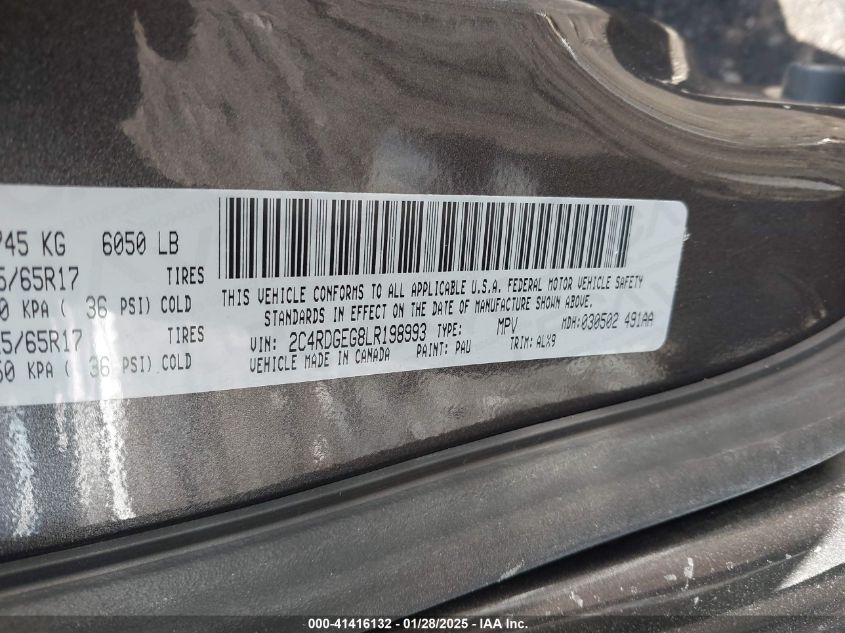 745 KG 6050 LB
5/65R17 TIRES
0 KPA ( 36 PSI) COLD
5/65R17 TIRES
50 KPA ( 36 PSI) COLD
THIS VEHICLE CONFORMS TO ALL APPLICABLE U.S.A. FEDERAL MOTOR VEHICLE SAFETY
STANDARDS IN EFFECT ON THE DATE OF MANUFACTURE SHOWN ABOVE.
VIN: 2C4RDGEG8LR198993 TYPE: MPV MDH:030502 491AA
VEHICLE MADE IN CANADA PAINT: PAU TRIM: ALX9
000-41416132 — 01/28/2025 — IAA Inc.